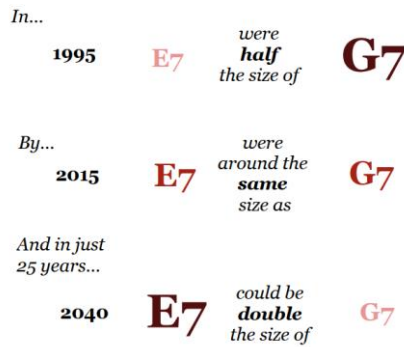 In...
were
1995 E7 half G7
the size of
By...
were
around the
2015 E7 same G7
size as
And in just
25 years...
could be
2040 E7 double G7
the size of